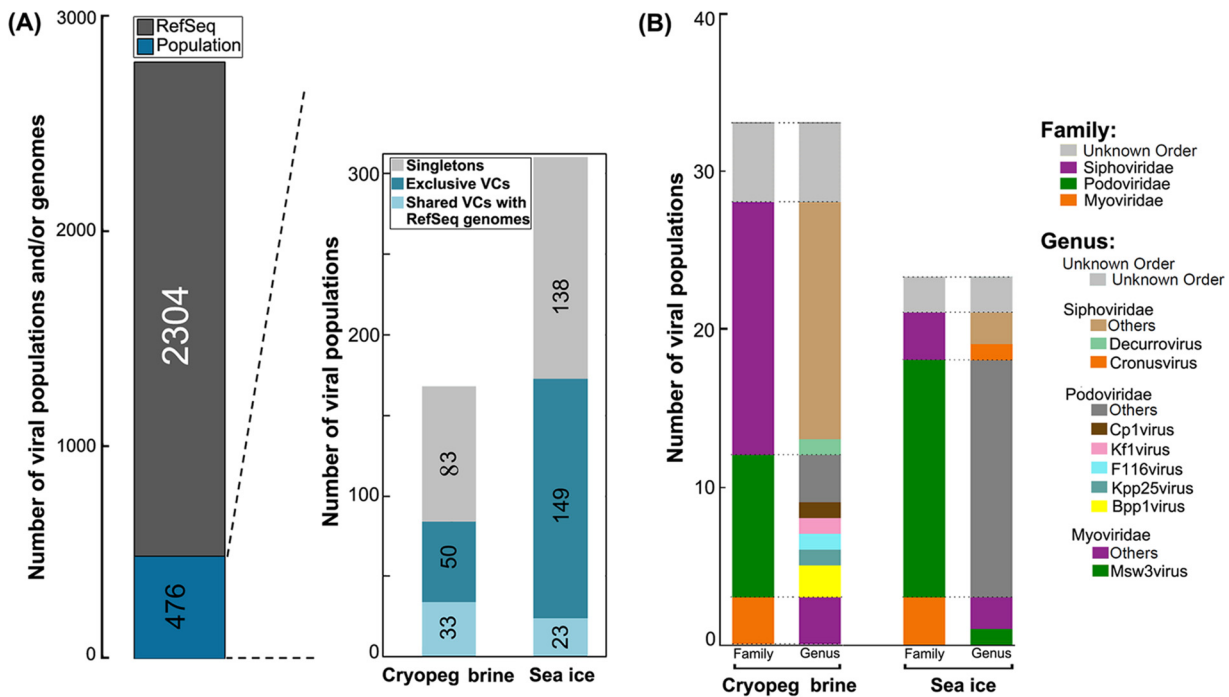 (A)
Number of viral populations and/or genomes
3000
2000
1000
0
RefSeq
Population
2304
476
Number of viral populations
300
200
100
0
Singletons
Exclusive VCs
Shared VCs with
RefSeq genomes
83
50
33
138
149
23
Cryopeg brine
Sea ice
(B)
Number of viral populations
40
30
20
10
0
Family
Genus
Family
Genus
Cryopeg brine
Sea ice
Family:
Unknown Order
Siphoviridae
Podoviridae
Myoviridae
Genus:
Unknown Order
Unknown Order
Siphoviridae
Others
Decurrovirus
Cronusvirus
Podoviridae
Others
Cp1virus
Kf1virus
F116virus
Kpp25virus
Bpp1virus
Myoviridae
Others
Msw3virus